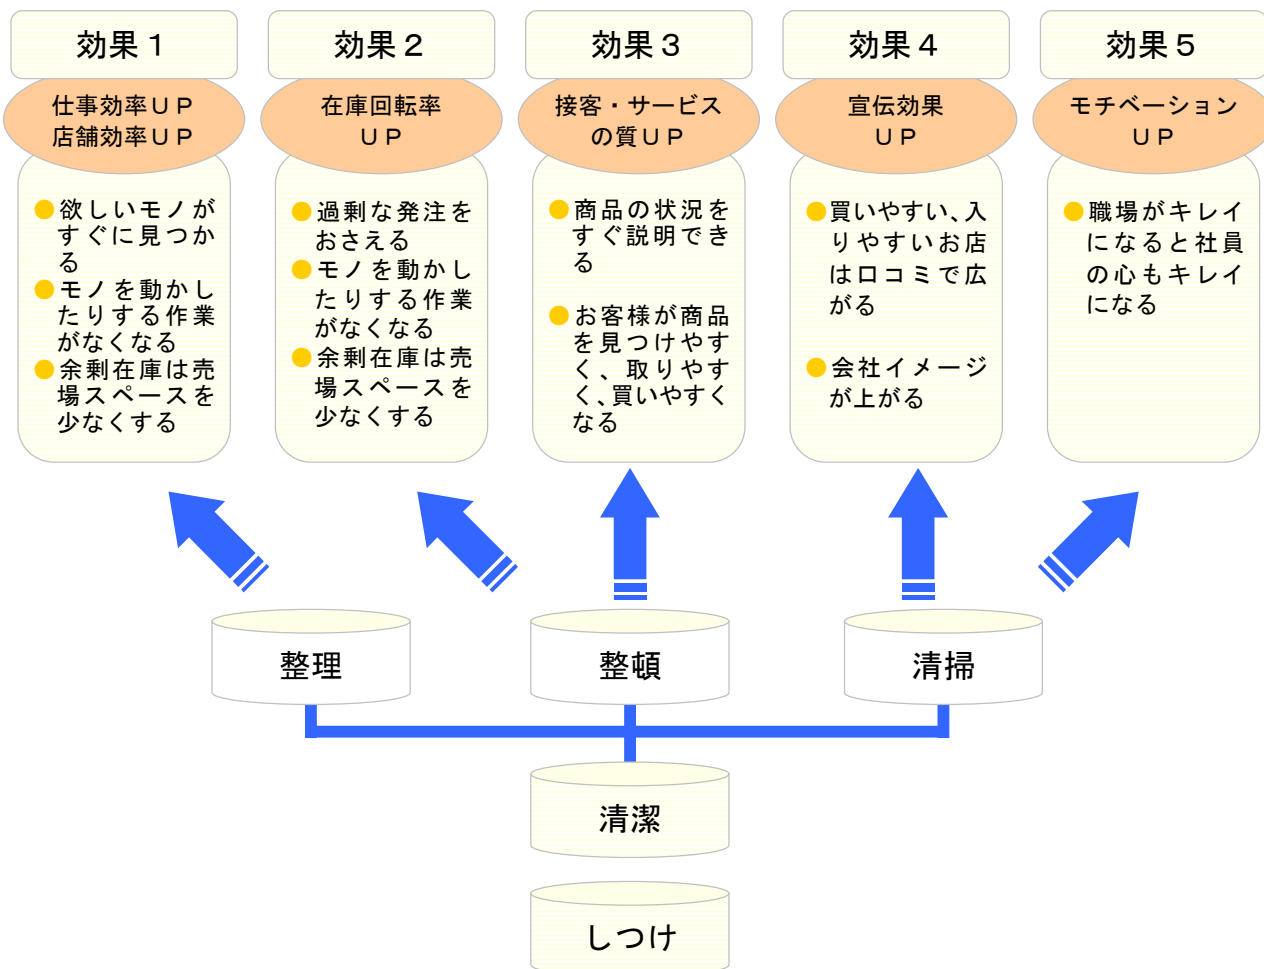 効果１
効果２
効果３
効果４
効果５
仕事効率ＵＰ
店舗効率ＵＰ
在庫回転率
ＵＰ
接客・サービス
の質ＵＰ
宣伝効果
ＵＰ
モチベーション
ＵＰ
●欲しいモノが
すぐに見つか
る
●モノを動かし
たりする作業
がなくなる
●余剰在庫は売
場スペースを
少なくする
●過剰な発注を
おさえる
●モノを動かし
たりする作業
がなくなる
●余剰在庫は売
場スペースを
少なくする
●商品の状況を
すぐ説明でき
る
●お客様が商品
を見つけやす
く、取りやす
く、買いやすく
なる
●買いやすい、入
りやすいお店
は口コミで広
がる
●会社イメージ
が上がる
●職場がキレイ
になると社員
の心もキレイ
になる
整理
整頓
清掃
清潔
しつけ